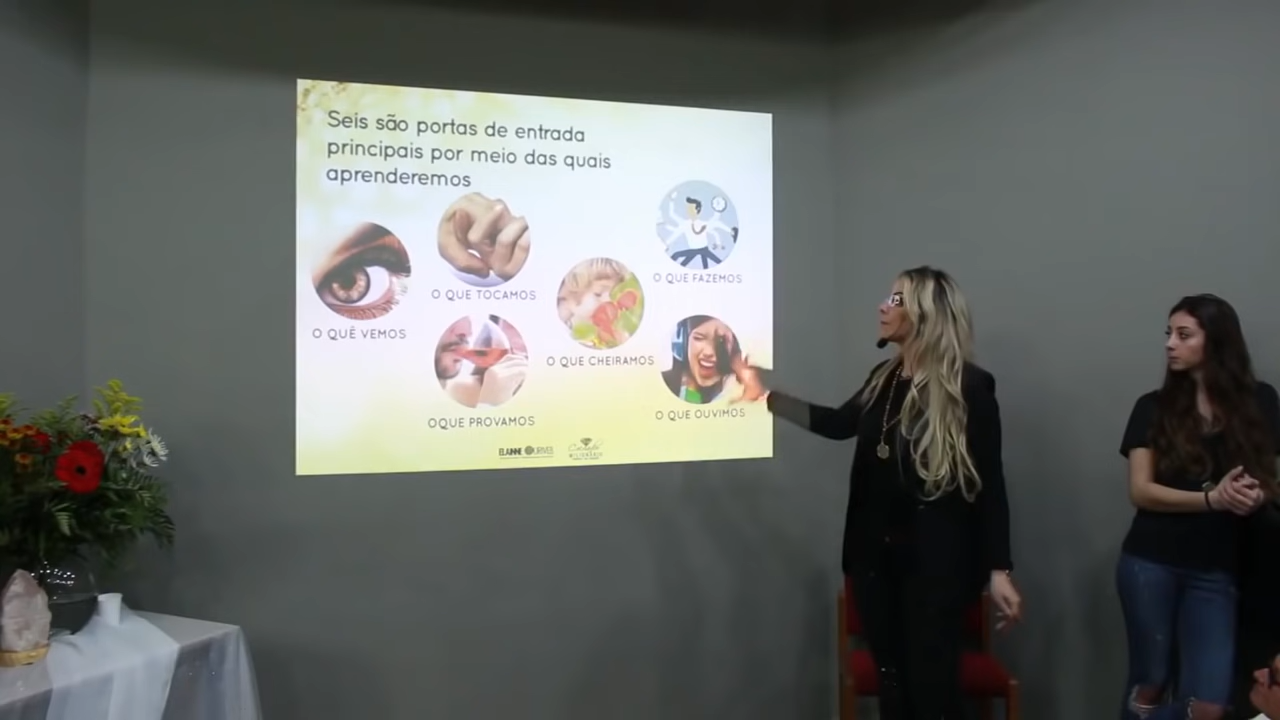 Seis são portas de entrada
principais por meio das quais
aprenderemos
O QUE FAZEMOS
O QUE TOCAMOS
O QUÊ VEMOS
O QUE CHEIRAMOS
O QUE OUVIMOS
OQUE PROVAMOS